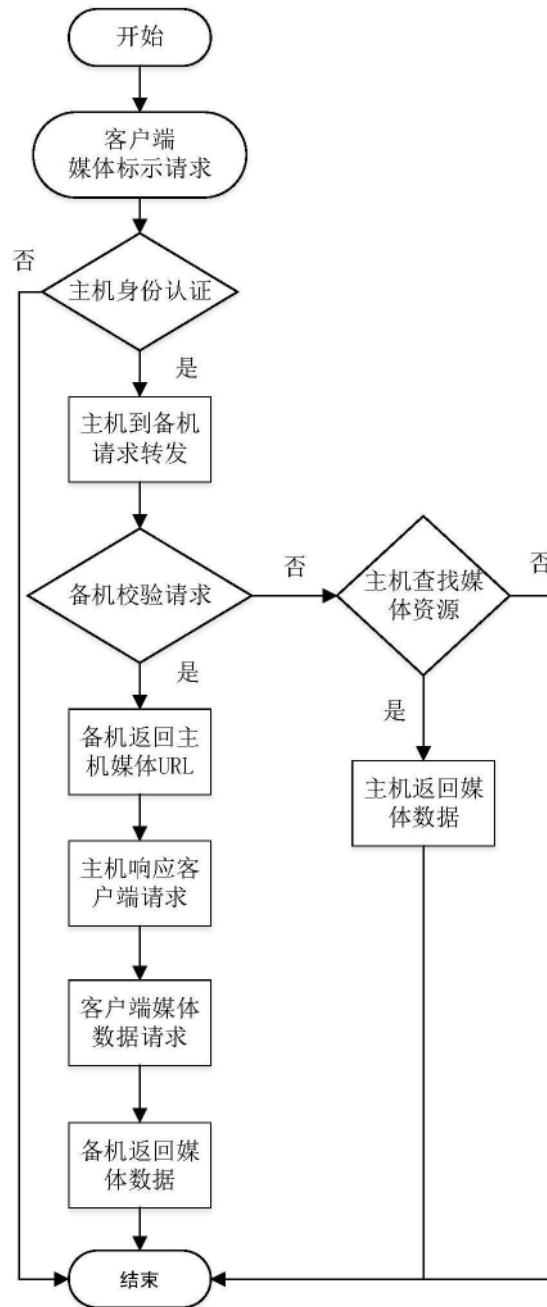 开始
客户端
媒体标示请求
否
主机身份认证
是
主机到备机
请求转发
备机校验请求
否
主机查找媒
体资源
否
是
是
备机返回主
机媒体URL
主机返回媒
体数据
主机响应客
户端请求
客户端媒体
数据请求
备机返回媒
体数据
结束